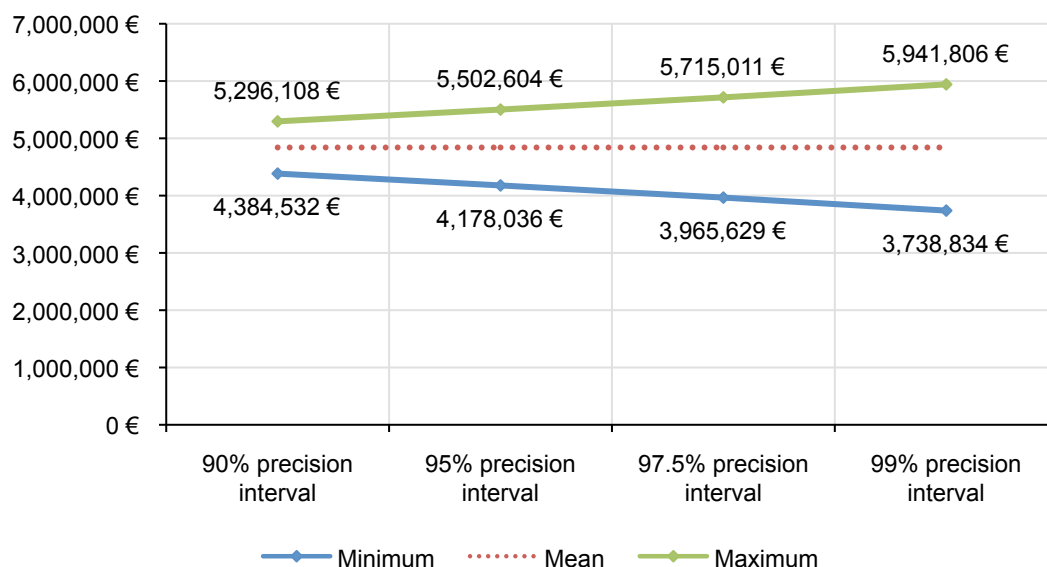 7,000,000 €
6,000,000 €
5,000,000 €
4,000,000 €
3,000,000 €
2,000,000 €
1,000,000 €
0 €
5,296,108 €
5,502,604 €
5,715,011 €
5,941,806 €
4,384,532 €
4,178,036 €
3,965,629 €
3,738,834 €
90% precision
interval
95% precision
interval
97.5% precision
interval
99% precision
interval
Minimum
Mean
Maximum